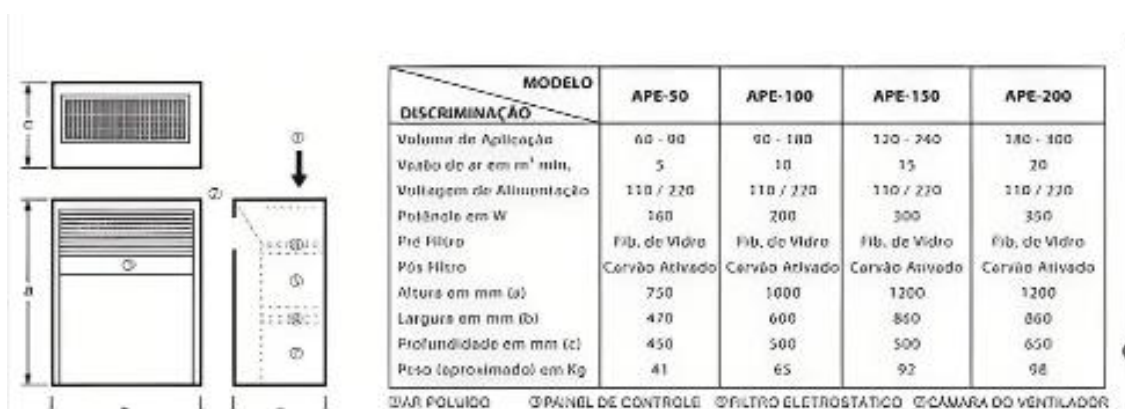 c
a
MODELO
DISCRIMINAÇÃO
APE-50 APE-100 APE-150 APE-200
Volume de Aplicação 60 - 90 90 - 180 120 - 240 180 - 300
Vazão de ar em m³ min. 5 10 15 20
Voltagem de Alimentação 110 / 220 110 / 220 110 / 220 110 / 220
Potência em W 160 200 300 350
Pré Filtro Fib. de Vidro Fib. de Vidro Fib. de Vidro Fib. de Vidro
Pós Filtro Carvão Ativado Carvão Ativado Carvão Ativado Carvão Ativado
Altura em mm (a) 750 1000 1200 1200
Largura em mm (b) 470 600 860 860
Profundidade em mm (c) 450 500 500 650
Peso (aproximado) em Kg 41 65 92 98
AR POLUIDO PAINEL DE CONTROLE FILTRO ELETROSTATICO CÂMARA DO VENTILADOR